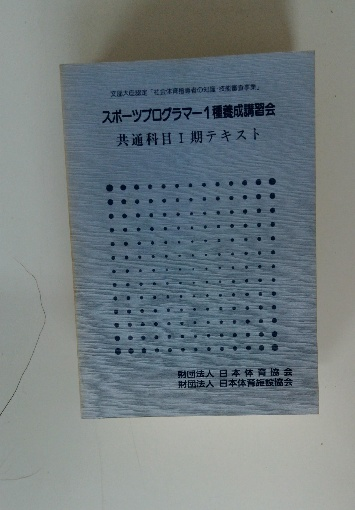 文部大臣認定「社会体育指導者の知識・技能審査事業」
スポーツプログラマー1種養成講習会
共通科目Ⅰ期テキスト
財団法人 日本体育協会
財団法人 日本体育施設協会